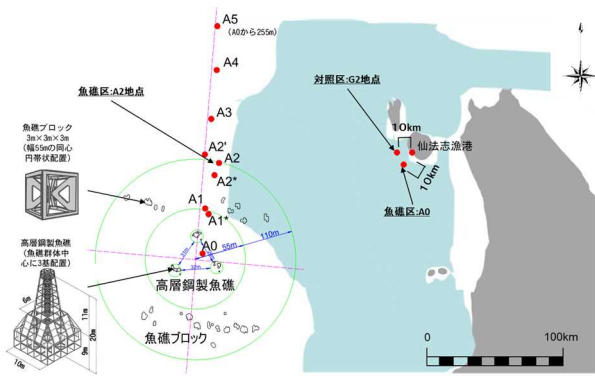 A5
(A0から255m)
A4
魚礁区:A2地点
A3
A2'
A2
A2*
A1
A1*
A0
110m
55m
32m
高層鋼製魚礁
魚礁ブロック
魚礁ブロック
3m×3m×3m
(幅55mの同心
円帯状配置)
高層鋼製魚礁
(魚礁群体中
心に3基配置)
6m
11m
20m
9m
10m
対照区:G2地点
10km
仙法志漁港
10km
魚礁区:A0
0
100km